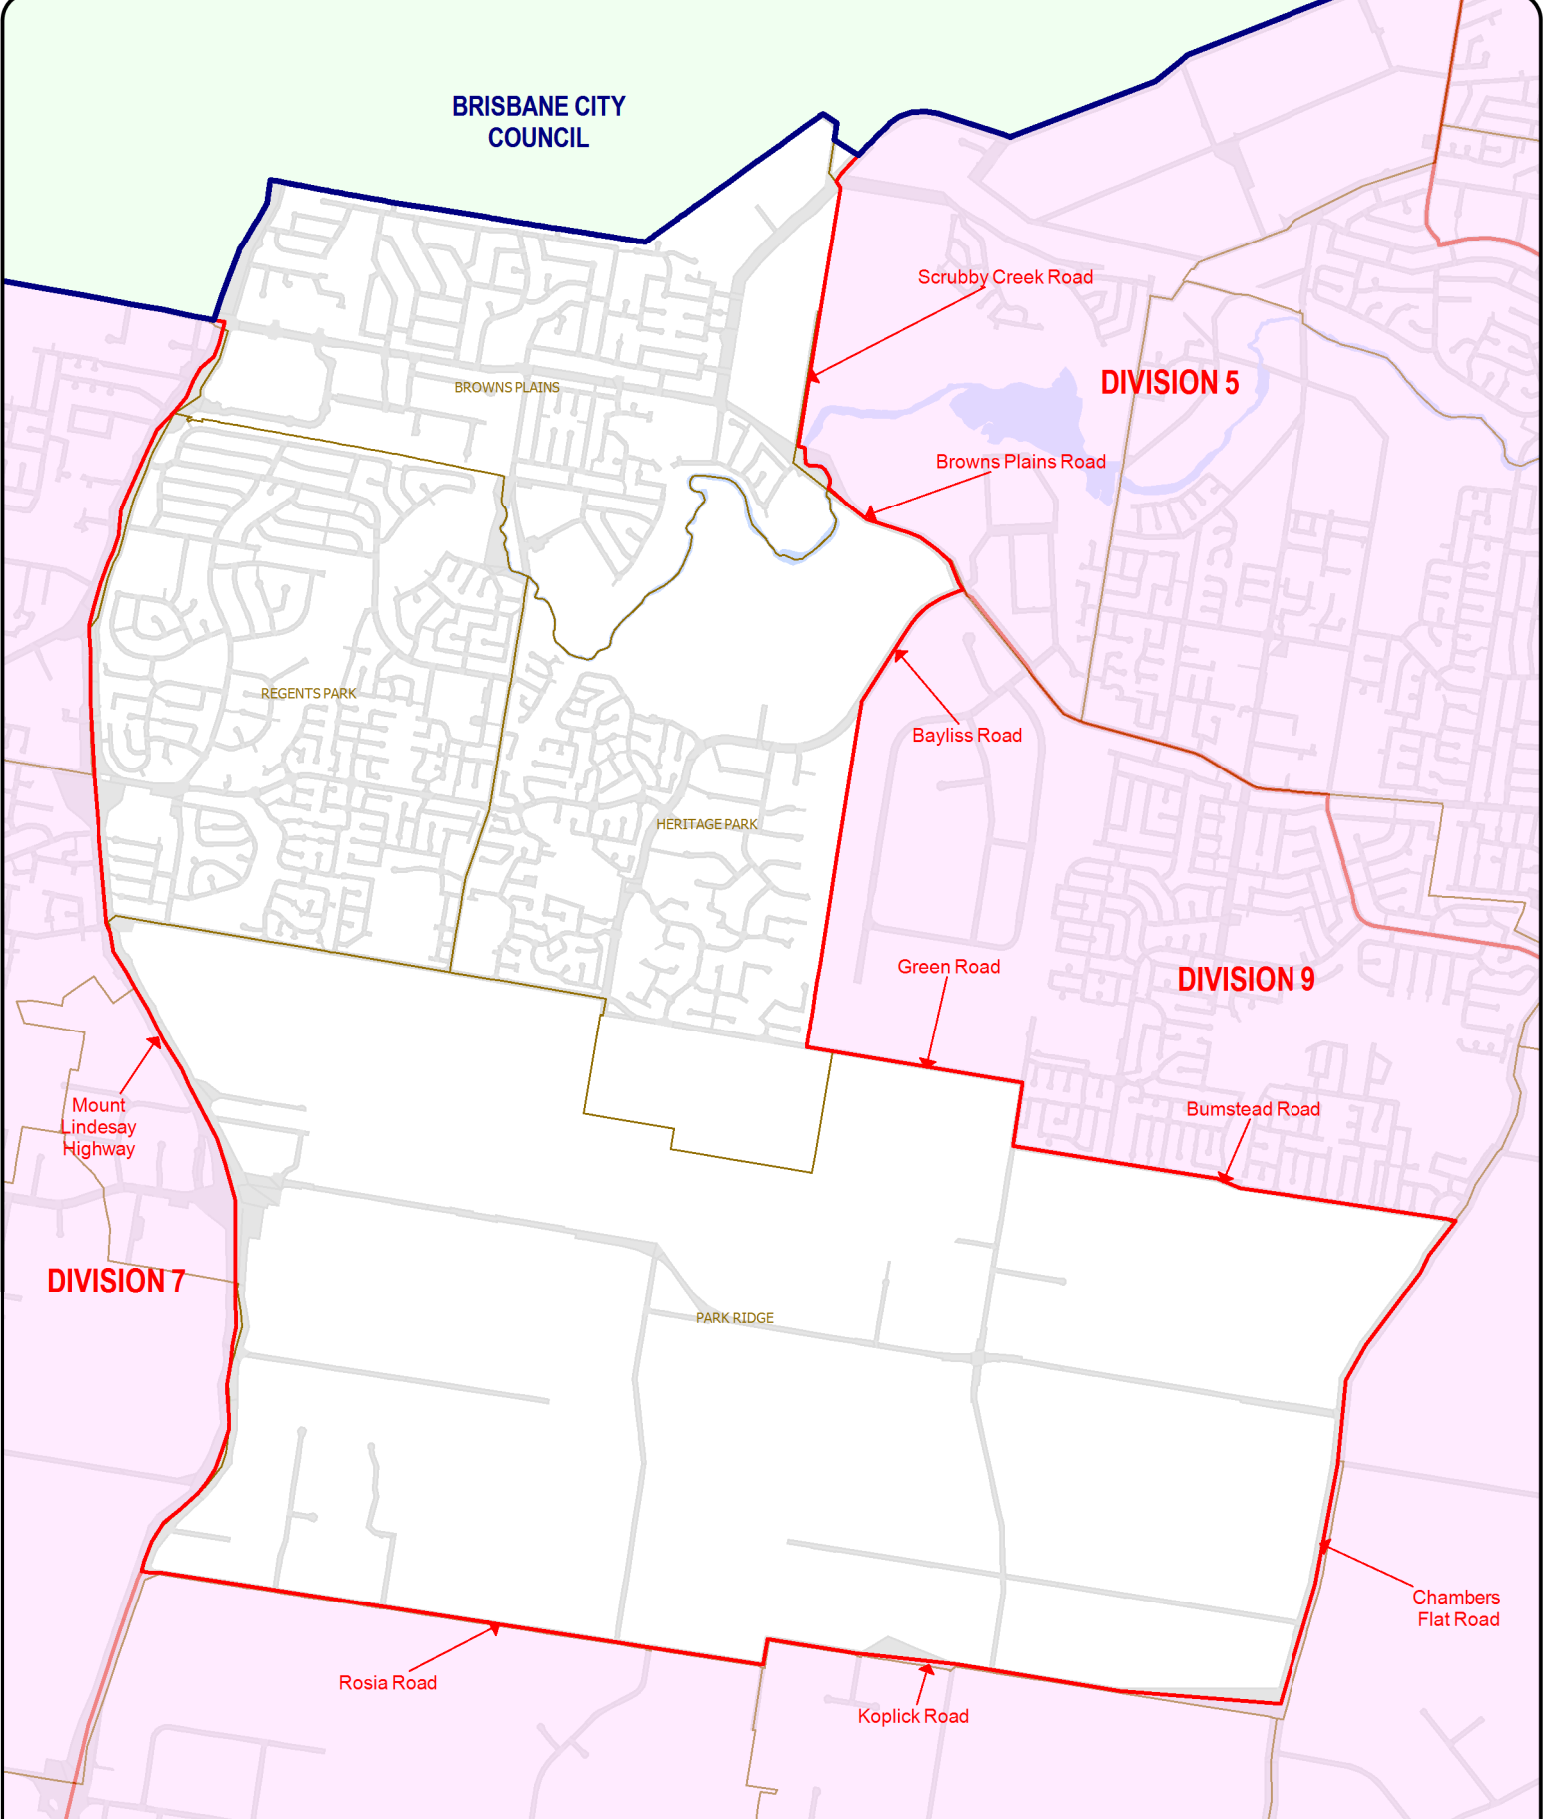 BRISBANE CITY
COUNCIL
Scrubby Creek Road
DIVISION 5
BROWNS PLAINS
Browns Plains Road
REGENTS PARK
Bayliss Road
HERITAGE PARK
Green Road
DIVISION 9
Mount
Lindesay
Highway
Bumstead Road
DIVISION 7
PARK RIDGE
Chambers
Flat Road
Rosia Road
Koplick Road